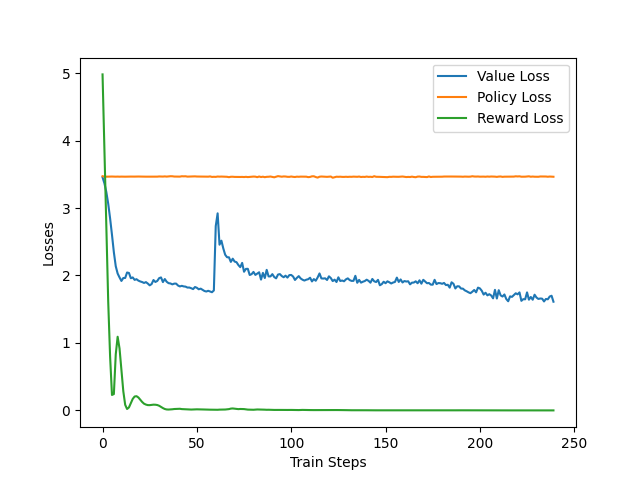 Value Loss
Policy Loss
Reward Loss
5
4
3
2
1
0
Losses
0 50 100 150 200 250
Train Steps